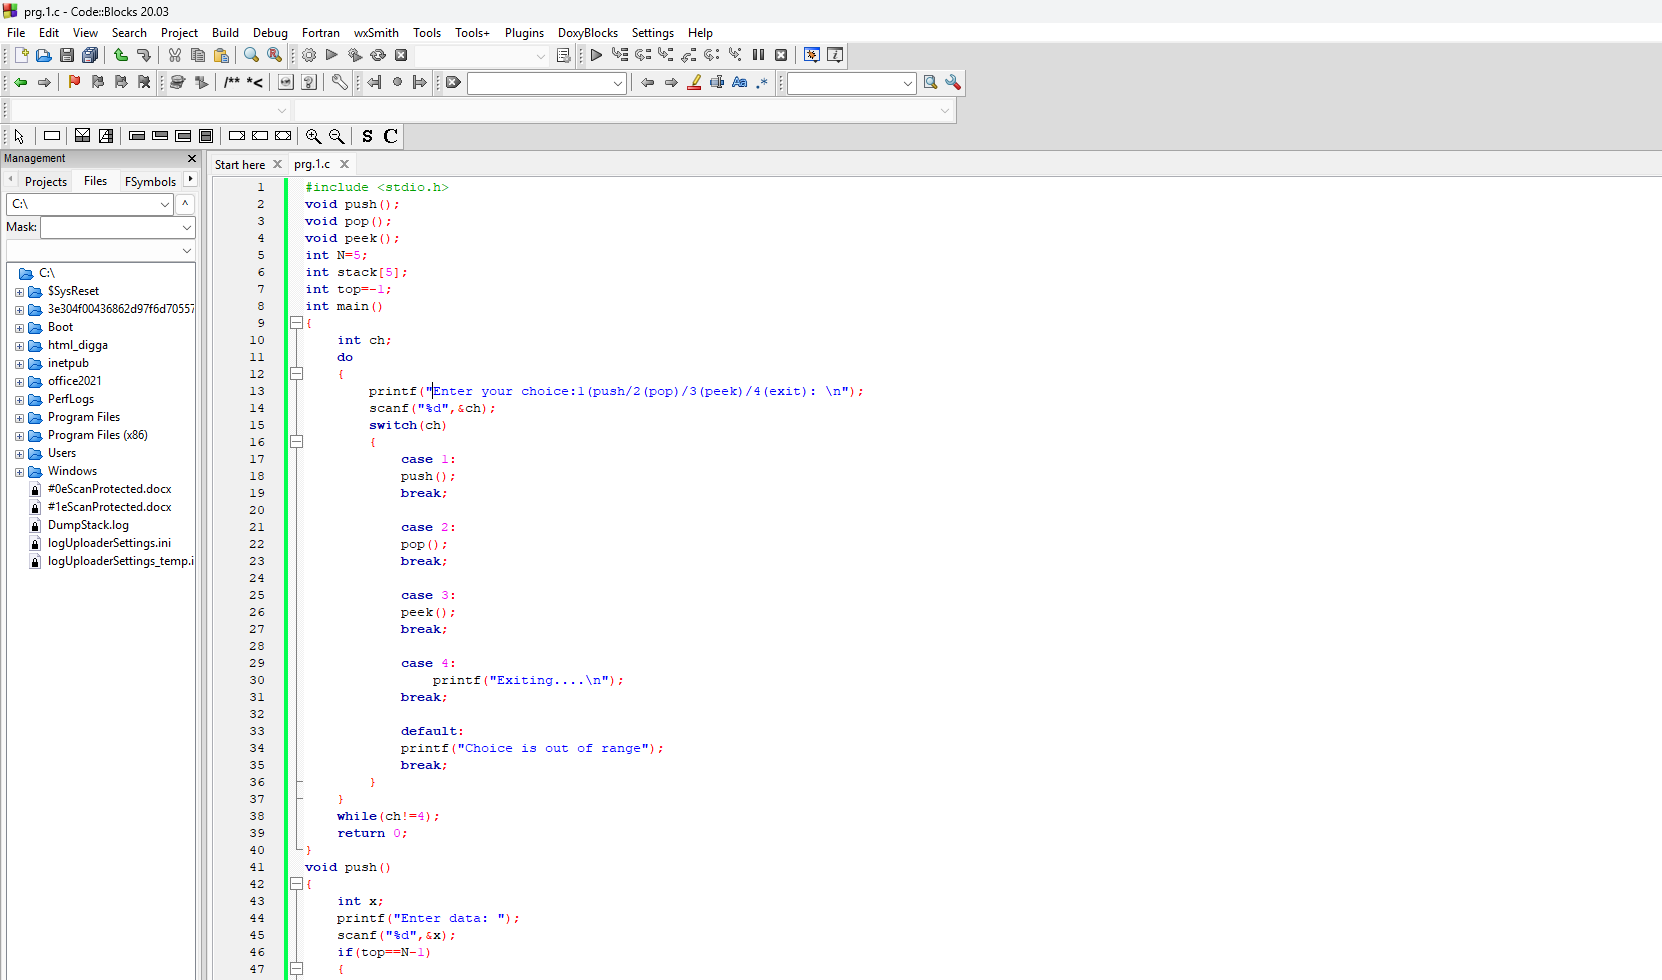 prg.1.c - Code::Blocks 20.03
File Edit View Search Project Build Debug Fortran wxSmith Tools Tools+ Plugins DoxyBlocks Settings Help
/** *<
Aa .*
S C
Management
Projects Files FSymbols
C:\
^
Mask:
C:\
$SysReset
3e304f00436862d97f6d70557
Boot
html_digga
inetpub
office2021
PerfLogs
Program Files
Program Files (x86)
Users
Windows
#0eScanProtected.docx
#1eScanProtected.docx
DumpStack.log
logUploaderSettings.ini
logUploaderSettings_temp.i
Start here prg.1.c
1 #include <stdio.h>
2 void push();
3 void pop();
4 void peek();
5 int N=5;
6 int stack[5];
7 int top=-1;
8 int main()
9 {
10 int ch;
11 do
12 {
13 printf("Enter your choice:1(push/2(pop)/3(peek)/4(exit): \n");
14 scanf("%d",&ch);
15 switch(ch)
16 {
17 case 1:
18 push();
19 break;
20
21 case 2:
22 pop();
23 break;
24
25 case 3:
26 peek();
27 break;
28
29 case 4:
30 printf("Exiting....\n");
31 break;
32
33 default:
34 printf("Choice is out of range");
35 break;
36 }
37 }
38 while(ch!=4);
39 return 0;
40 }
41 void push()
42 {
43 int x;
44 printf("Enter data: ");
45 scanf("%d",&x);
46 if(top==N-1)
47 {